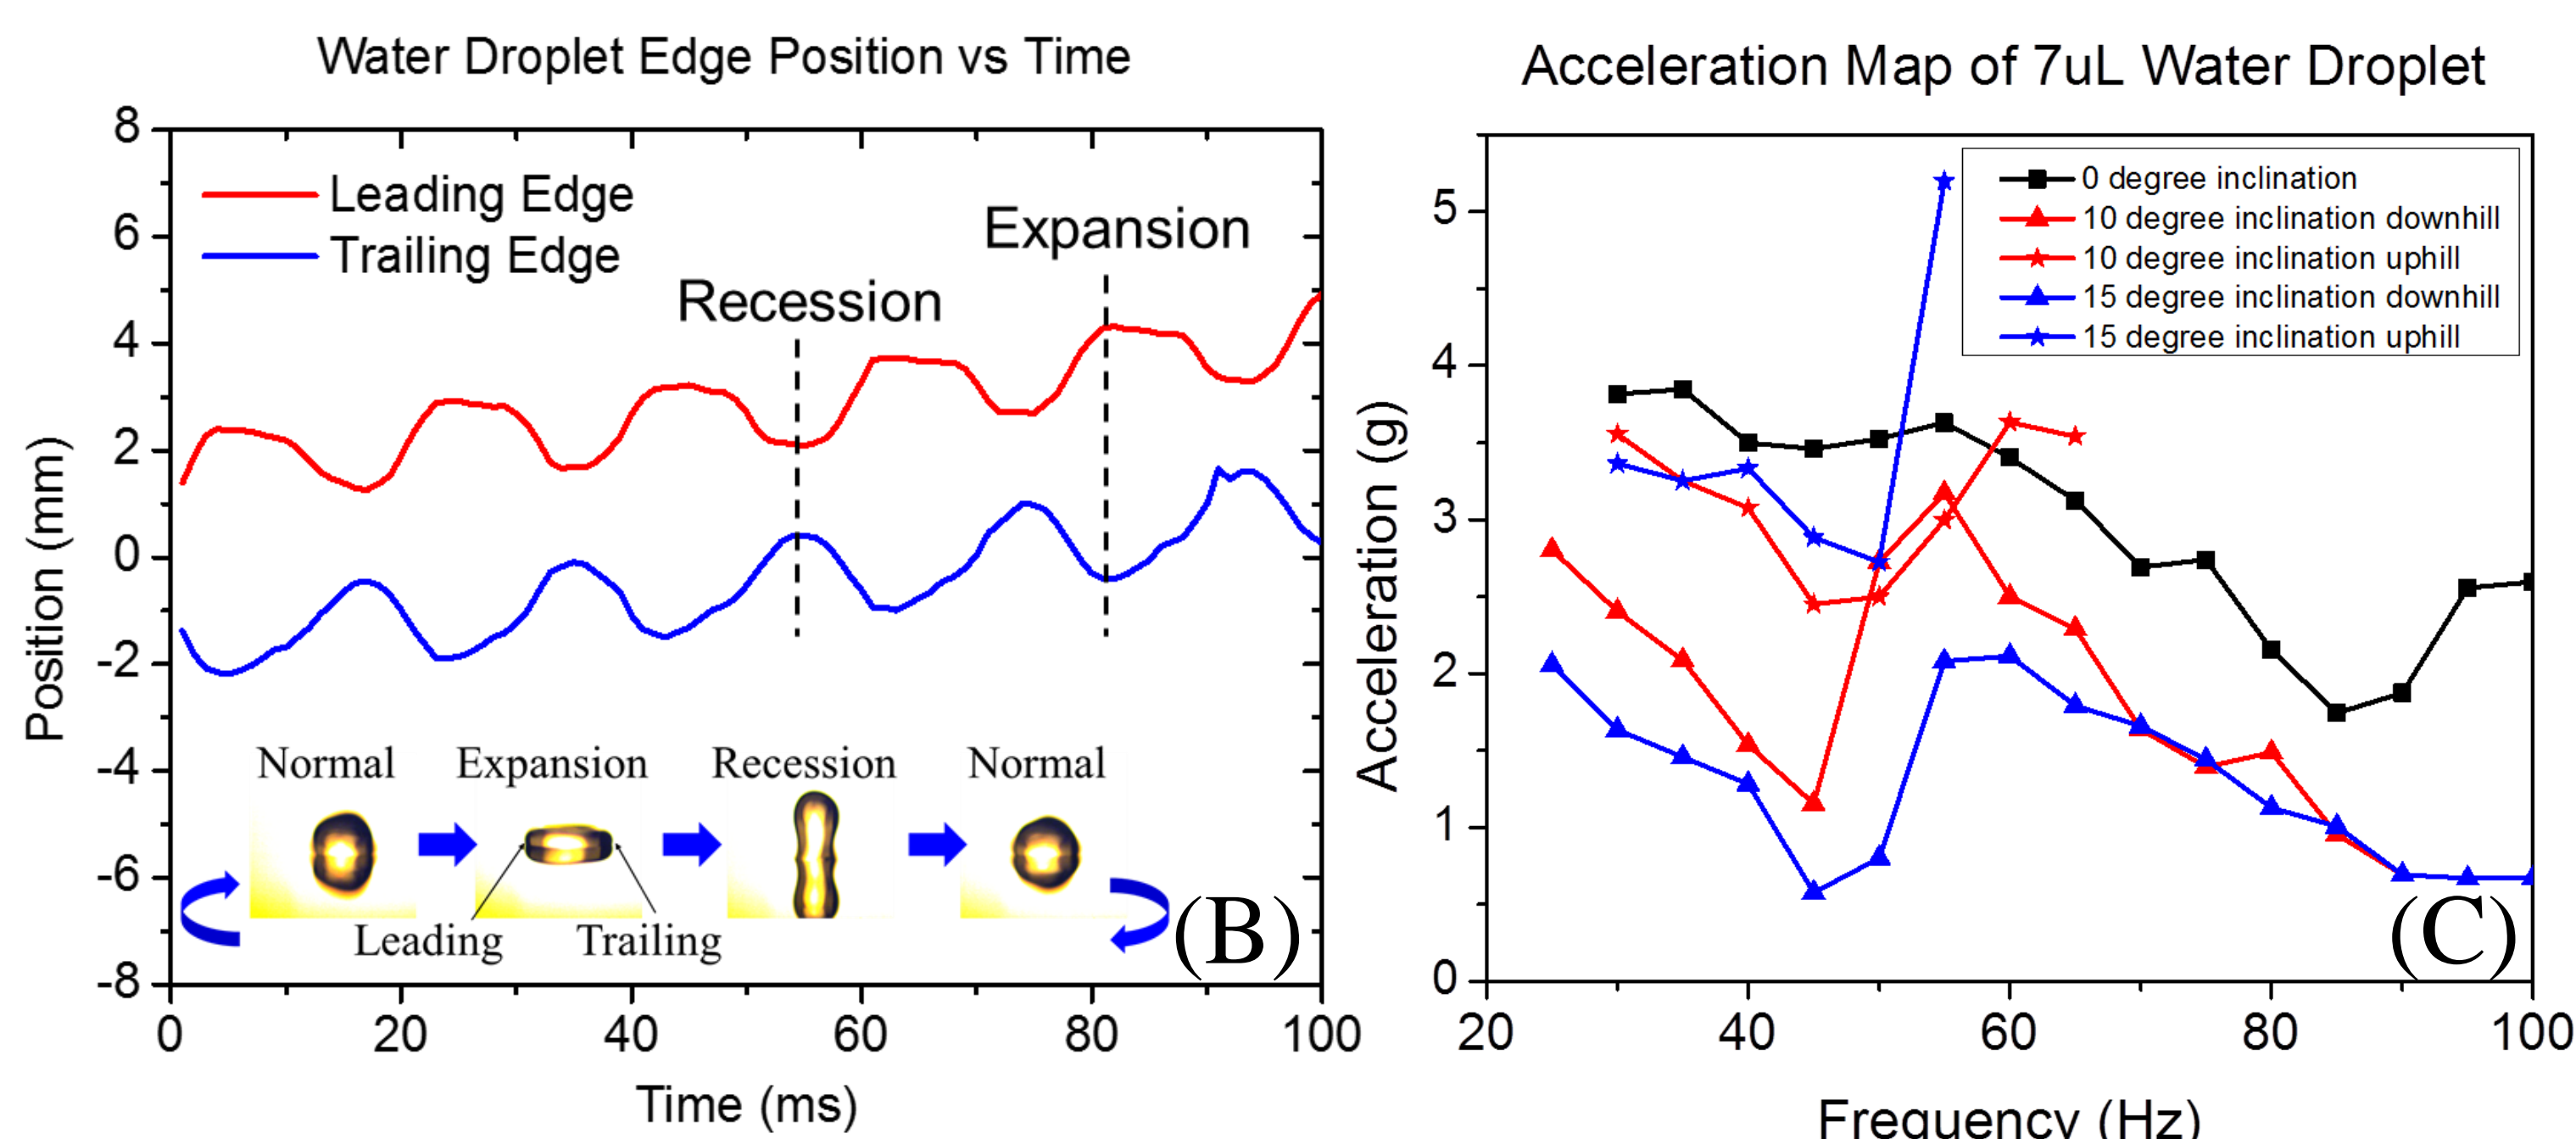 Water Droplet Edge Position vs Time
8
6
4
2
0
-2
-4
-6
-8
Position (mm)
Leading Edge
Trailing Edge
Recession
Expansion
Normal
Expansion
Recession
Normal
Leading
Trailing
(B)
0
20
40
60
80
100
Time (ms)
Acceleration Map of 7uL Water Droplet
5
4
3
2
1
0
Acceleration (g)
0 degree inclination
10 degree inclination downhill
10 degree inclination uphill
15 degree inclination downhill
15 degree inclination uphill
(C)
20
40
60
80
100
Frequency (Hz)